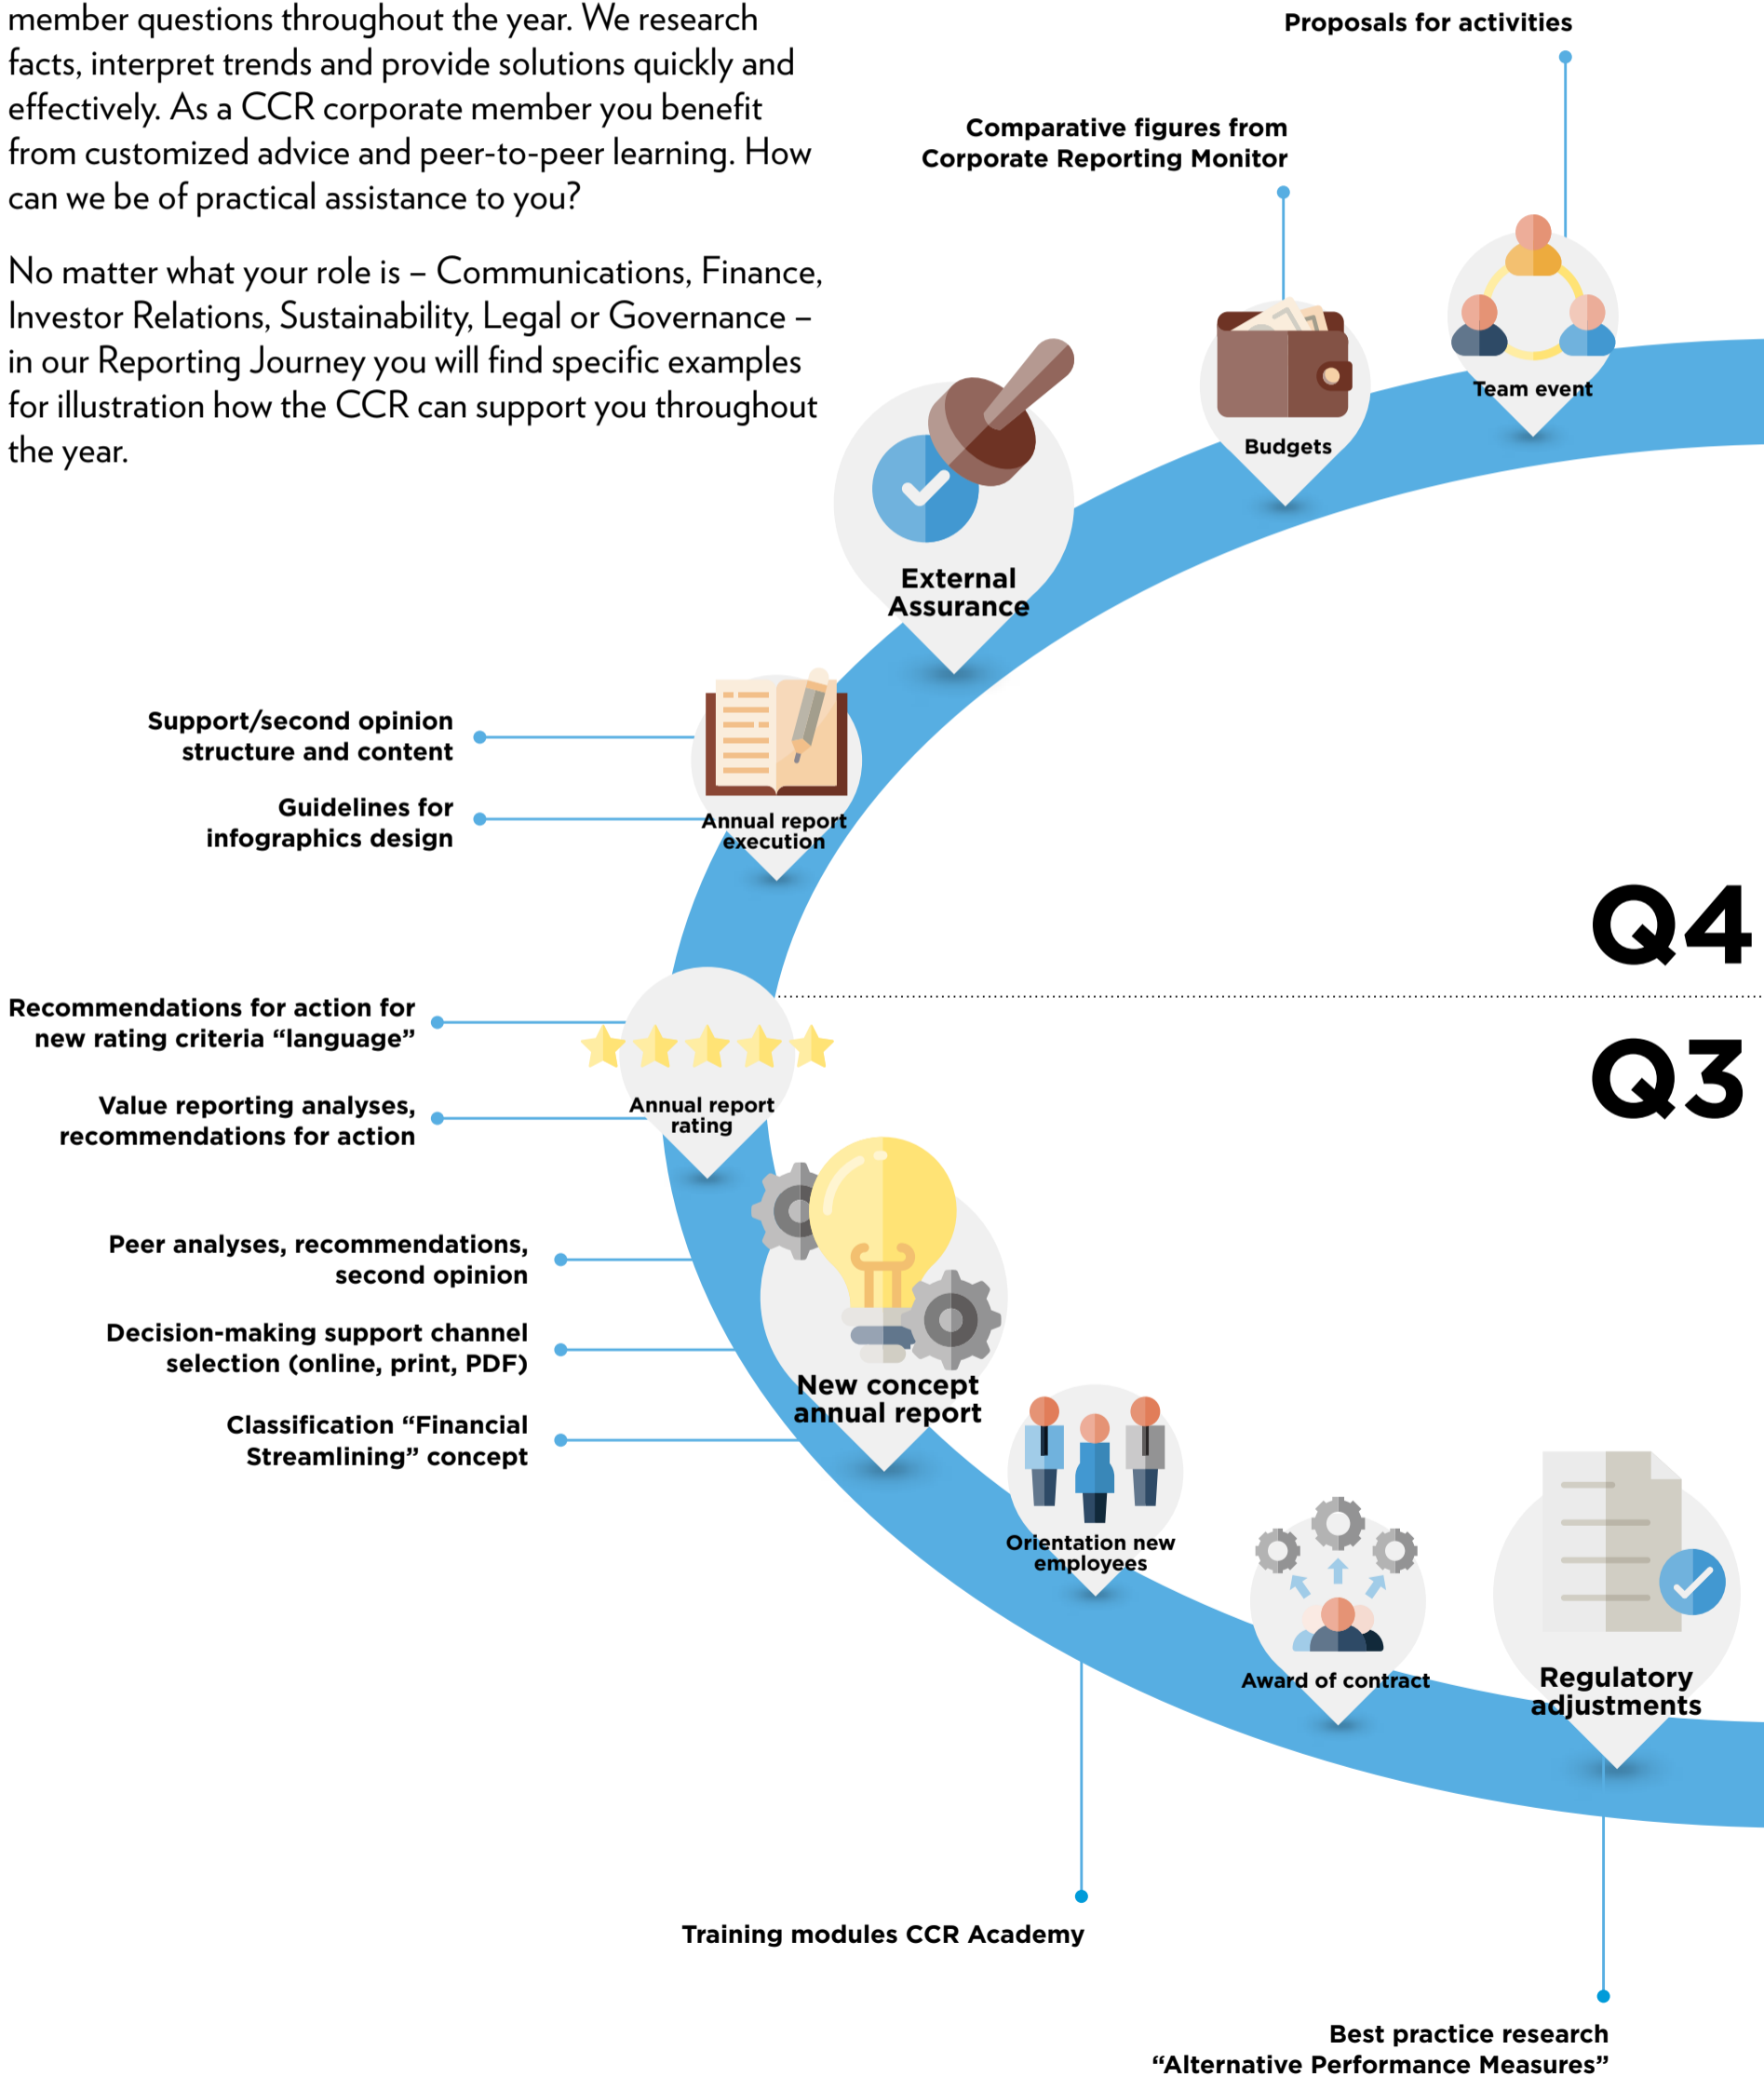 member questions throughout the year. We research
facts, interpret trends and provide solutions quickly and
effectively. As a CCR corporate member you benefit
from customized advice and peer-to-peer learning. How
can we be of practical assistance to you?
No matter what your role is – Communications, Finance,
Investor Relations, Sustainability, Legal or Governance –
in our Reporting Journey you will find specific examples
for illustration how the CCR can support you throughout
the year.
Proposals for activities
Comparative figures from
Corporate Reporting Monitor
Team event
Budgets
External
Assurance
Support/second opinion
structure and content
Guidelines for
infographics design
Annual report
execution
Q4
Q3
Recommendations for action for
new rating criteria “language”
Value reporting analyses,
recommendations for action
Annual report
rating
Peer analyses, recommendations,
second opinion
Decision-making support channel
selection (online, print, PDF)
Classification “Financial
Streamlining” concept
New concept
annual report
Orientation new
employees
Award of contract
Regulatory
adjustments
Training modules CCR Academy
Best practice research
“Alternative Performance Measures”